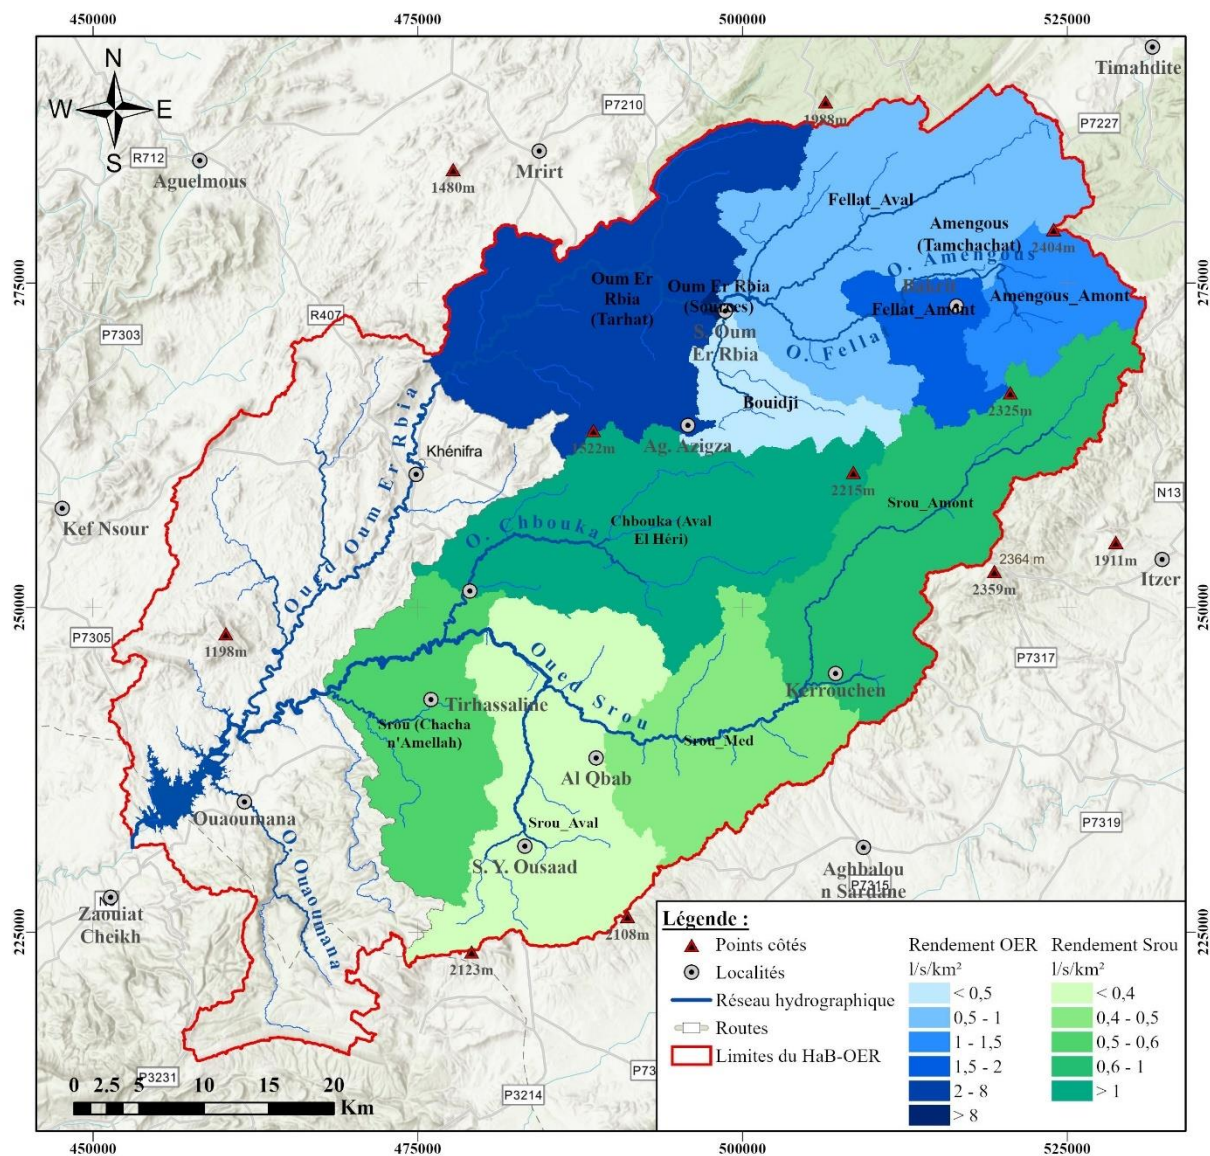 450000
475000
500000
525000
N
W
E
S
Timahdite
P7210
1988m
P7227
R712
Aguelmous
1480m
Mrirt
Fellat_Aval
Amengous
(Tamchachat)
2404m
O. Amengous
275000
275000
Oum Er
Rbia
(Tarhat)
Oum Er Rbia
(Sources)
Bekrit
Amengous_Amont
Fellat_Amont
S. Oum
Er Rbia
O. Fella
R407
P7303
Bouidji
2325m
Ag. Azigza
1522m
Khénifra
Oued Oum Er Rbia
2215m
Srou_Amont
N13
Kef Nsour
O. Chbouka
Chbouka (Aval
El Héri)
2364 m
1911m
Itzer
2359m
250000
250000
P7305
1198m
P7317
Oued Srou
Kerrouchen
Tirhassaline
Srou (Chacha
n'Amellah)
Srou_Med
Al Qbab
Ouaoumana
Srou_Aval
P7319
S. Y. Ousaad
Aghbalou
n Sardane
P7315
O. Ouaoumana
N
Zaouiat
Cheikh
225000
225000
2108m
2123m
Légende :
Points côtés
Localités
Réseau hydrographique
Routes
Limites du HaB-OER
Rendement OER
l/s/km²
< 0,5
0,5 - 1
1 - 1,5
1,5 - 2
2 - 8
> 8
Rendement Srou
l/s/km²
< 0,4
0,4 - 0,5
0,5 - 0,6
0,6 - 1
> 1
P3231
P3214
P73
0 2.5 5 10 15 20
Km
450000
475000
500000
525000